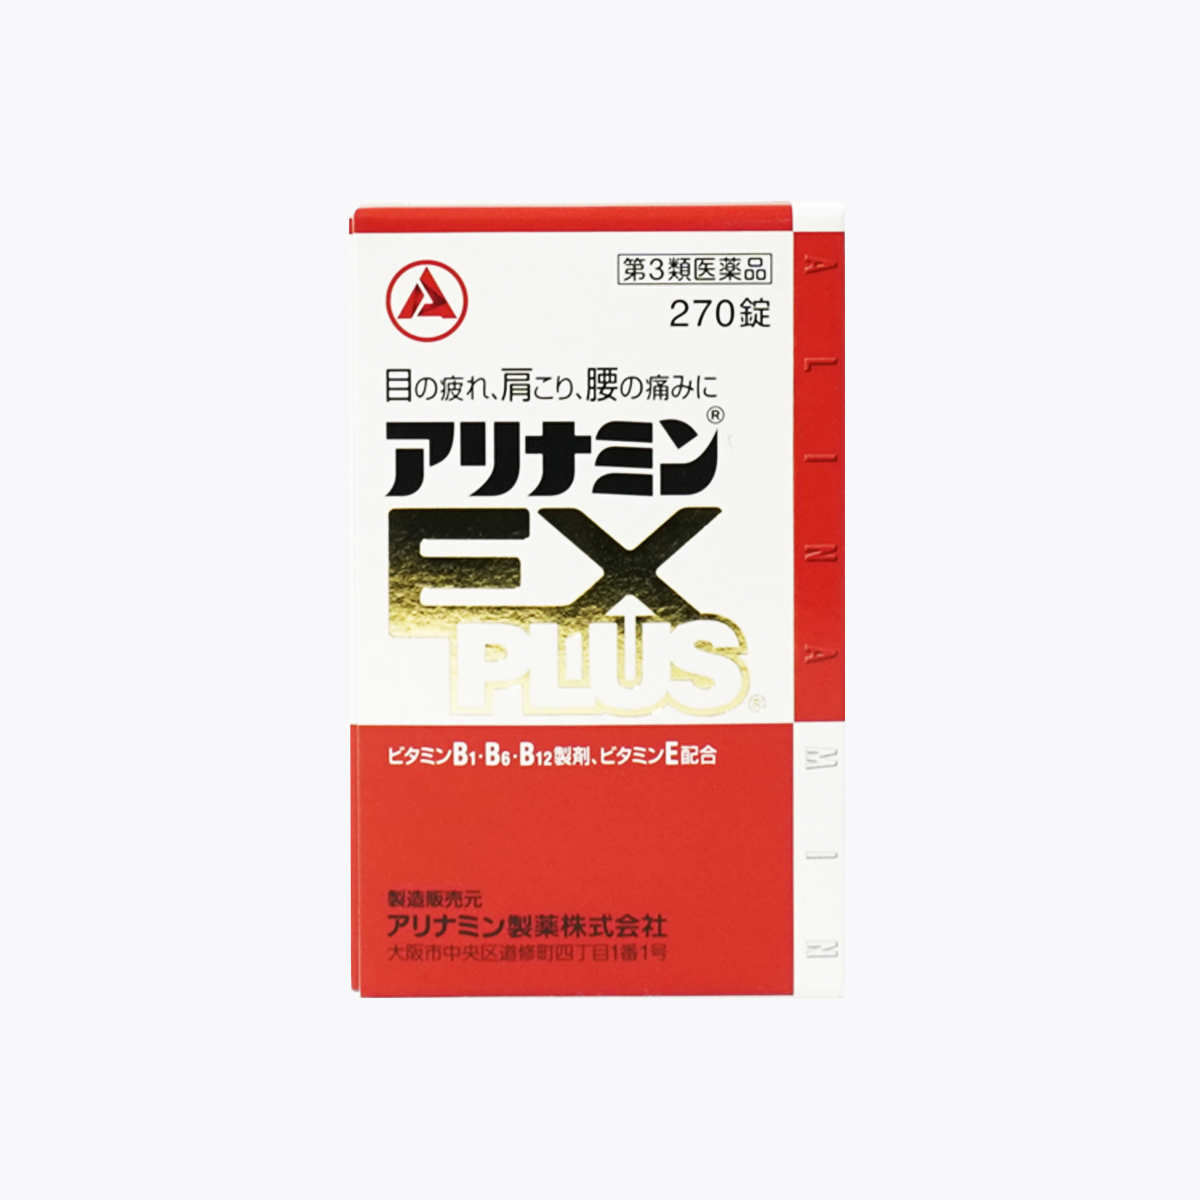 第3類医薬品
270錠
目の疲れ、肩こり、腰の痛みに
アリナミン®
EX
PLUS®
ビタミンB1・B6・B12製剤、ビタミンE配合
製造販売元
アリナミン製薬株式会社
大阪市中央区道修町四丁目1番1号
ALINAMIN